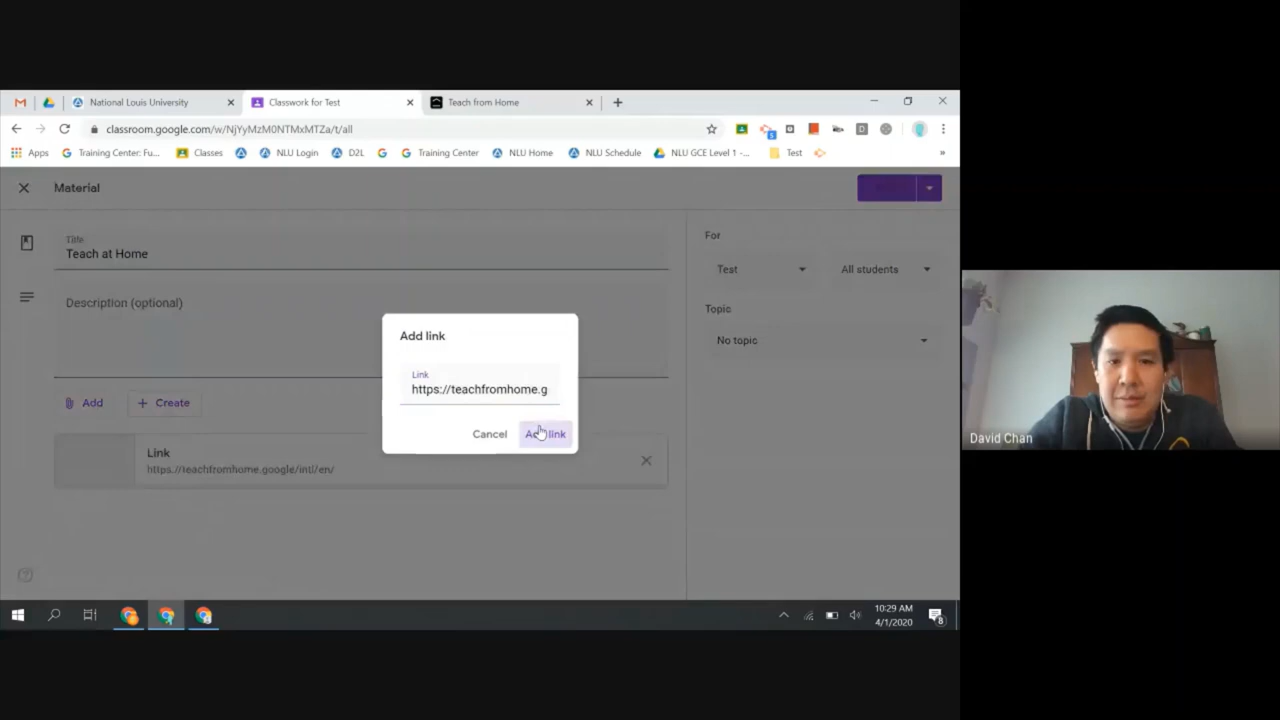 National Louis University
Classwork for Test
Teach from Home
classroom.google.com/w/NjYyMzM0NTMxMTZa/t/all
Apps
Training Center: Fu...
Classes
NLU Login
D2L
Training Center
NLU Home
NLU Schedule
NLU GCE Level 1 -...
Test
»
Material
Title
Teach at Home
Description (optional)
Add
Create
Link
https://teachfromhome.google/intl/en/
For
Test
All students
Topic
No topic
Add link
Link
https://teachfromhome.g
Cancel
Add link
10:29 AM
4/1/2020
8
David Chan